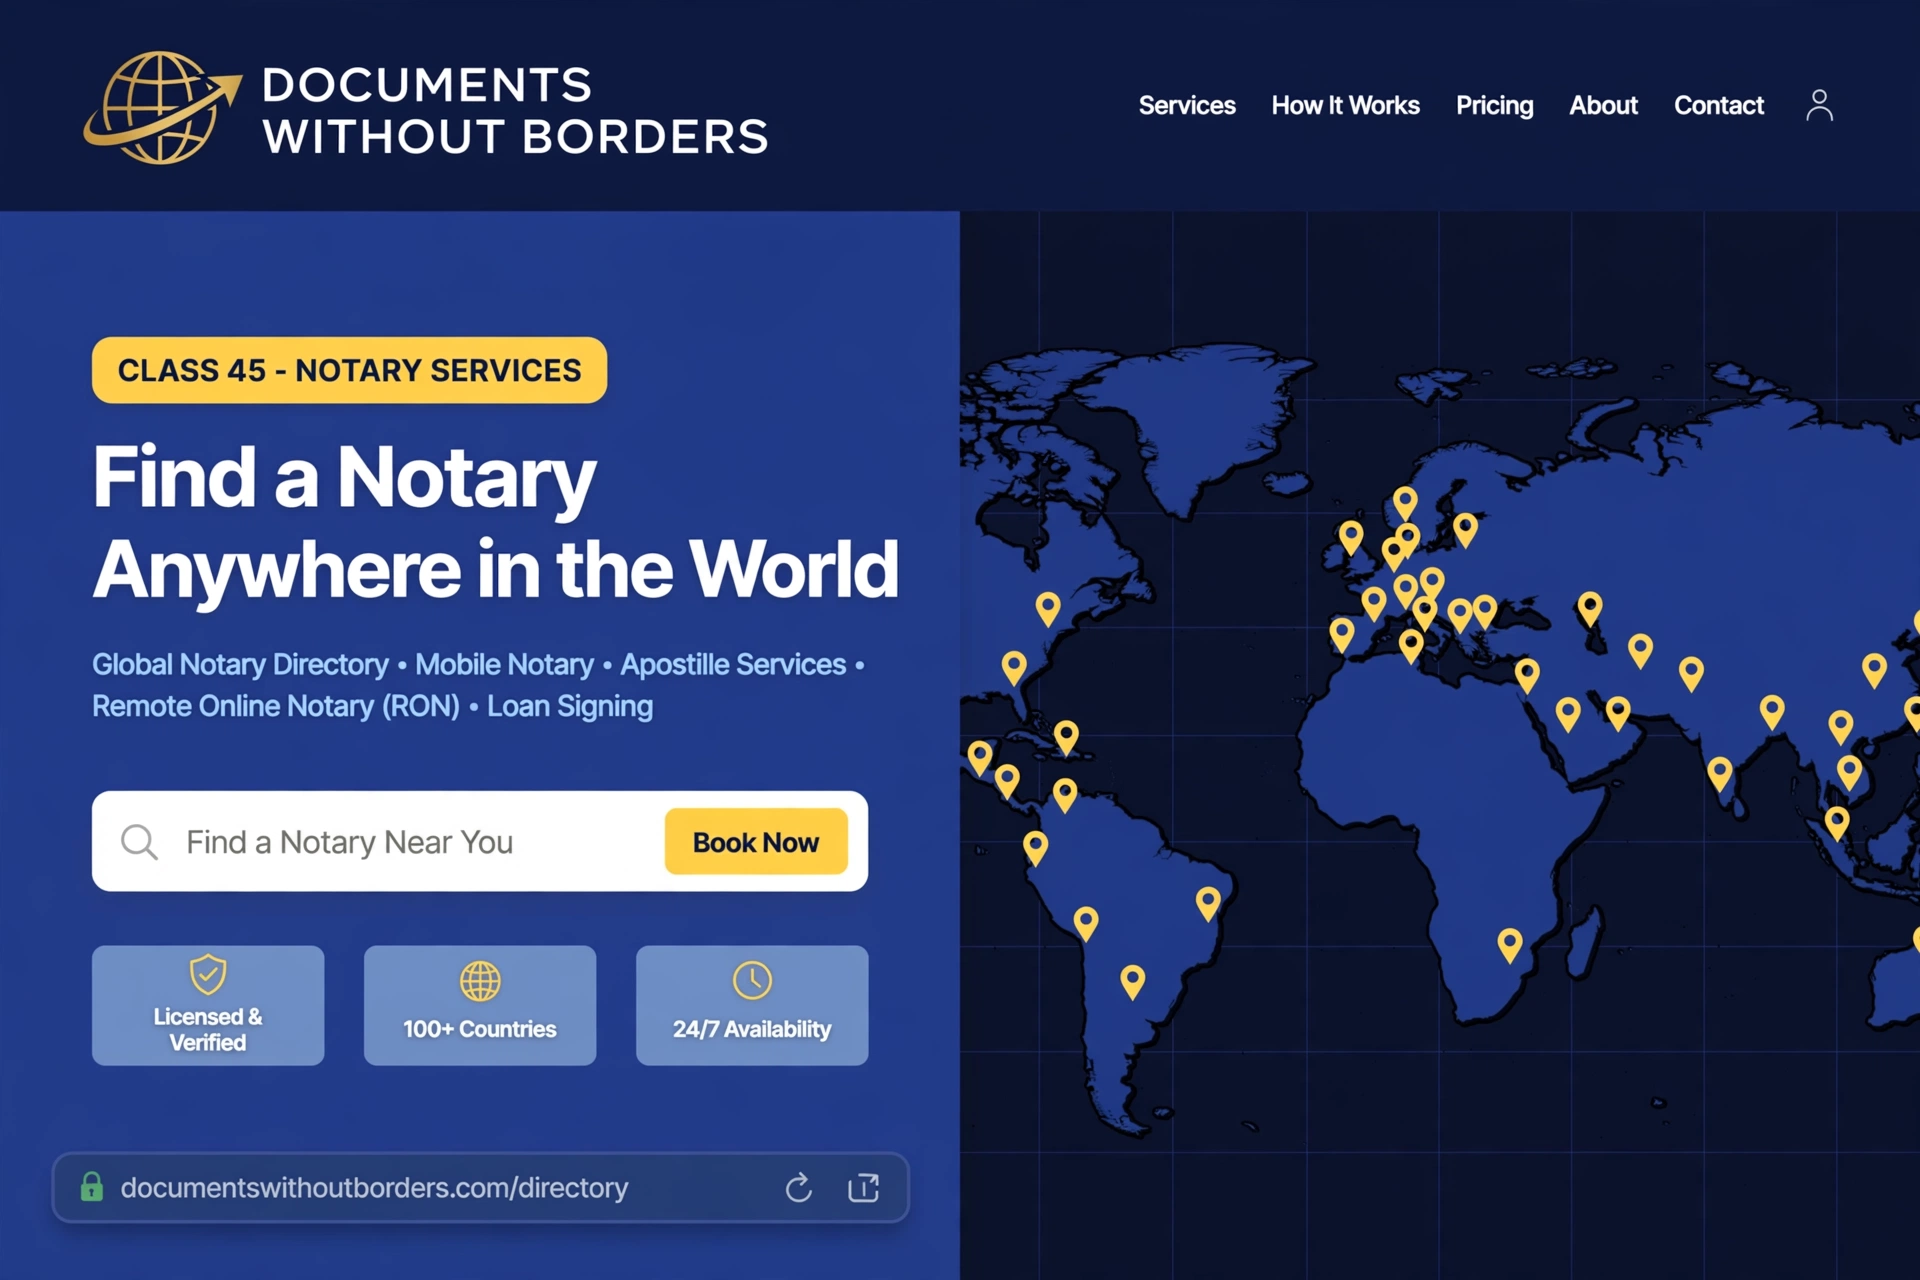 DOCUMENTS
WITHOUT BORDERS
Services How It Works Pricing About Contact
CLASS 45 - NOTARY SERVICES
Find a Notary
Anywhere in the World
Global Notary Directory • Mobile Notary • Apostille Services •
Remote Online Notary (RON) • Loan Signing
Find a Notary Near You
Book Now
Licensed &
Verified
100+ Countries
24/7 Availability
documentswithoutborders.com/directory